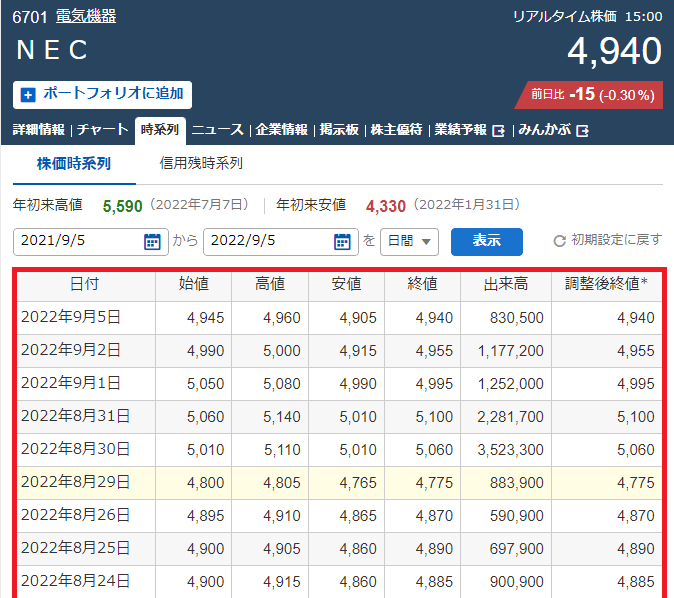 6701 電気機器 リアルタイム株価 15:00
ＮＥＣ 4,940
ポートフォリオに追加 前日比 -15 (-0.30%)
詳細情報 チャート 時系列 ニュース 企業情報 掲示板 株主優待 業績予報 みんかぶ
株価時系列 信用残時系列
年初来高値 5,590 (2022年7月7日) 年初来安値 4,330 (2022年1月31日)
2021/9/5 から 2022/9/5 を 日間 表示 初期設定に戻す
日付 始値 高値 安値 終値 出来高 調整後終値*
2022年9月5日 4,945 4,960 4,905 4,940 830,500 4,940
2022年9月2日 4,990 5,000 4,915 4,955 1,177,200 4,955
2022年9月1日 5,050 5,080 4,990 4,995 1,252,000 4,995
2022年8月31日 5,060 5,140 5,010 5,100 2,281,700 5,100
2022年8月30日 5,010 5,110 5,010 5,060 3,523,300 5,060
2022年8月29日 4,800 4,805 4,765 4,775 883,900 4,775
2022年8月26日 4,895 4,910 4,865 4,870 590,900 4,870
2022年8月25日 4,900 4,905 4,860 4,890 697,900 4,890
2022年8月24日 4,900 4,915 4,860 4,885 900,900 4,885